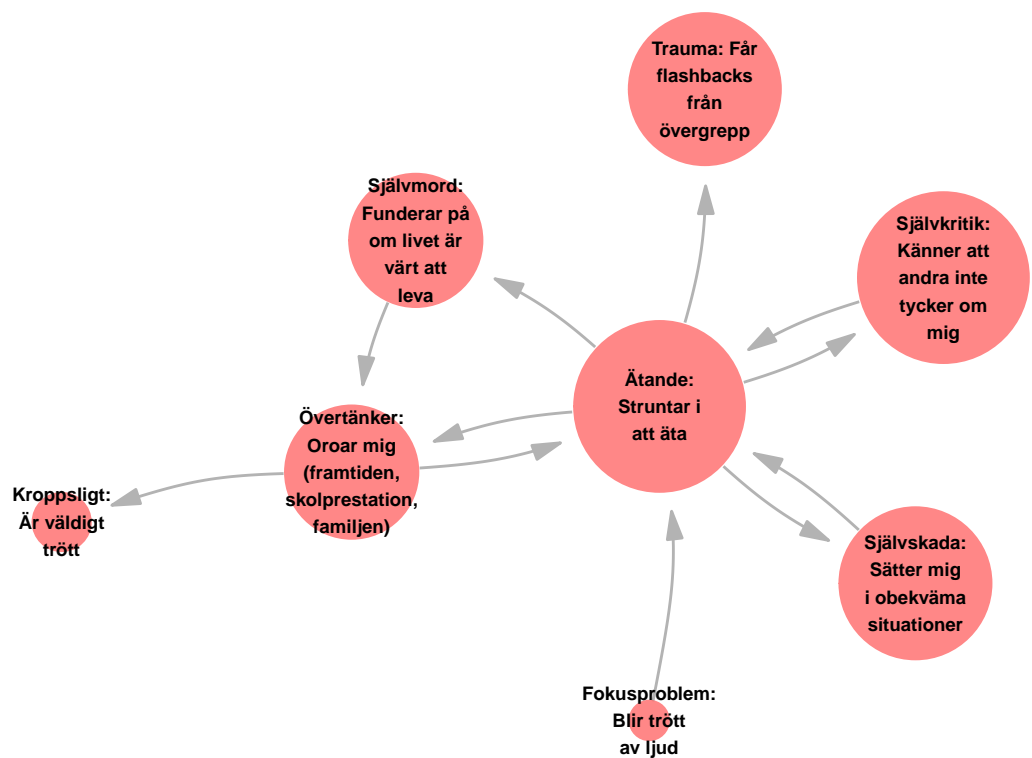 Trauma: Får
flashbacks
från
övergrepp
Självmord:
Funderar på
om livet är
värt att
leva
Självkritik:
Känner att
andra inte
tycker om
mig
Ätande:
Struntar i
att äta
Övertänker:
Oroar mig
(framtiden,
skolprestation,
familjen)
Kroppsligt:
Är väldigt
trött
Självskada:
Sätter mig
i obekväma
situationer
Fokusproblem:
Blir trött
av ljud